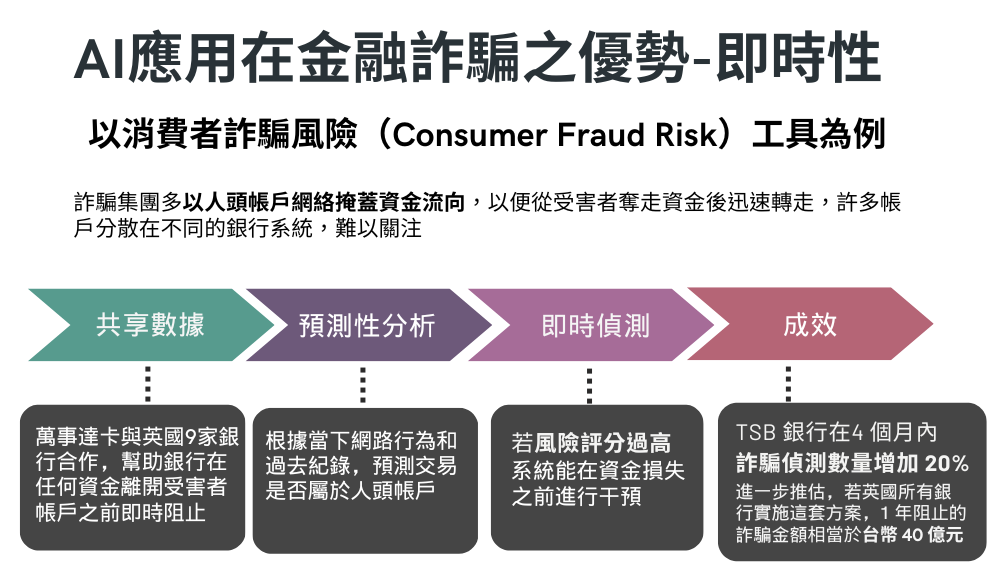 AI應用在金融詐騙之優勢-即時性
以消費者詐騙風險（Consumer Fraud Risk）工具為例
詐騙集團多以人頭帳戶網絡掩蓋資金流向，以便從受害者奪走資金後迅速轉走，許多帳
戶分散在不同的銀行系統，難以關注
共享數據
預測性分析
即時偵測
成效
萬事達卡與英國9家銀
行合作，幫助銀行在
任何資金離開受害者
帳戶之前即時阻止
根據當下網路行為和
過去紀錄，預測交易
是否屬於人頭帳戶
若風險評分過高
系統能在資金損失
之前進行干預
TSB 銀行在4 個月內
詐騙偵測數量增加 20%
進一步推估，若英國所有銀
行實施這套方案，1 年阻止的
詐騙金額相當於台幣 40 億元